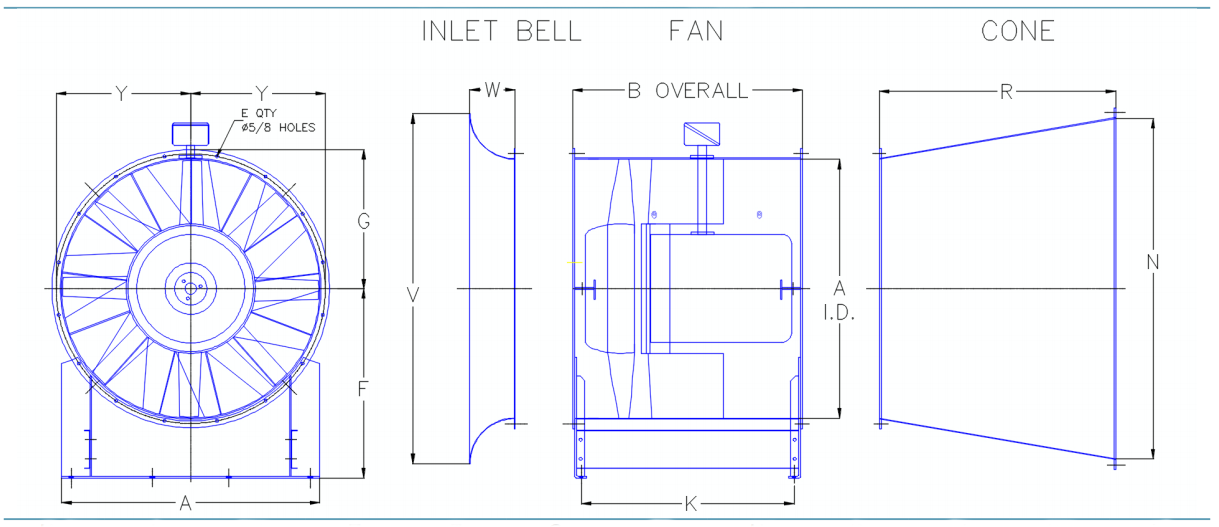 INLET BELL
FAN
CONE
Y
Y
E QTY
ø5/8 HOLES
W
B OVERALL
R
G
V
A
I.D.
N
F
A
K